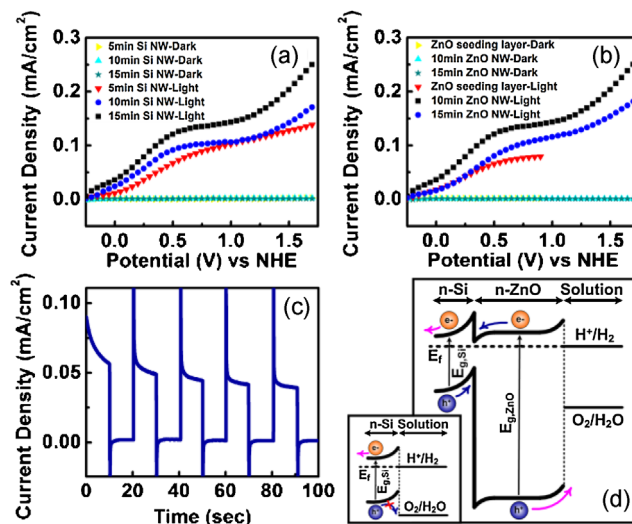 (a)
5min Si NW-Dark
10min Si NW-Dark
15min Si NW-Dark
5min Si NW-Light
10min Si NW-Light
15min Si NW-Light
Current Density (mA/cm²)
0.3
0.2
0.1
0.0
0.0 0.5 1.0 1.5
Potential (V) vs NHE
(b)
ZnO seeding layer-Dark
10min ZnO NW-Dark
15min ZnO NW-Dark
ZnO seeding layer-Light
10min ZnO NW-Light
15min ZnO NW-Light
Current Density (mA/cm²)
0.3
0.2
0.1
0.0
0.0 0.5 1.0 1.5
Potential (V) vs NHE
(c)
Current Density (mA/cm²)
0.10
0.05
0.00
0 20 40 60 80 100
Time (sec)
n-Si n-ZnO Solution
e- e-
H⁺/H₂
Ef
Eg,Si
h⁺
Eg,ZnO
O₂/H₂O
h⁺
(d)
n-Si Solution
e-
H⁺/H₂
Ef
Eg,Si
O₂/H₂O
h⁺